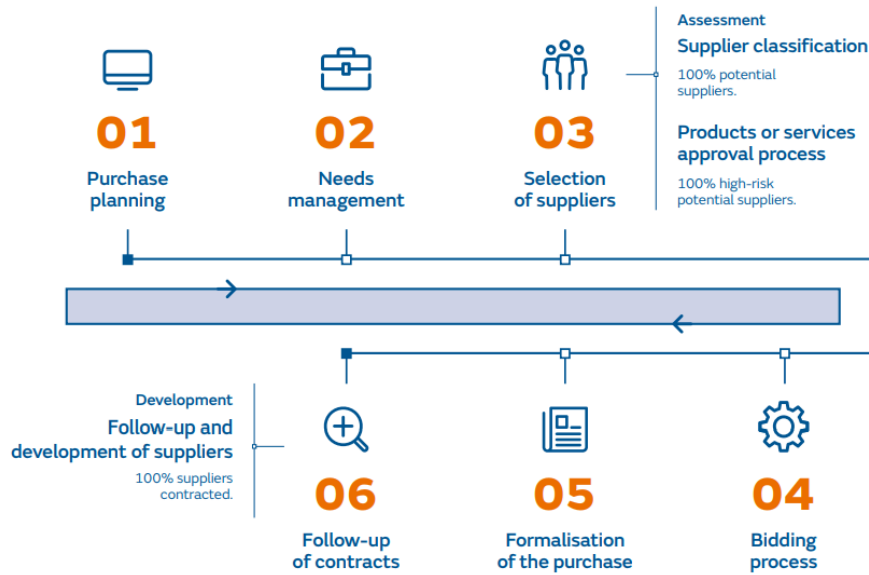 01
Purchase
planning
02
Needs
management
03
Selection
of suppliers
Assessment
Supplier classification
100% potential
suppliers.
Products or services
approval process
100% high-risk
potential suppliers.
Development
Follow-up and
development of suppliers
100% suppliers
contracted.
06
Follow-up
of contracts
05
Formalisation
of the purchase
04
Bidding
process